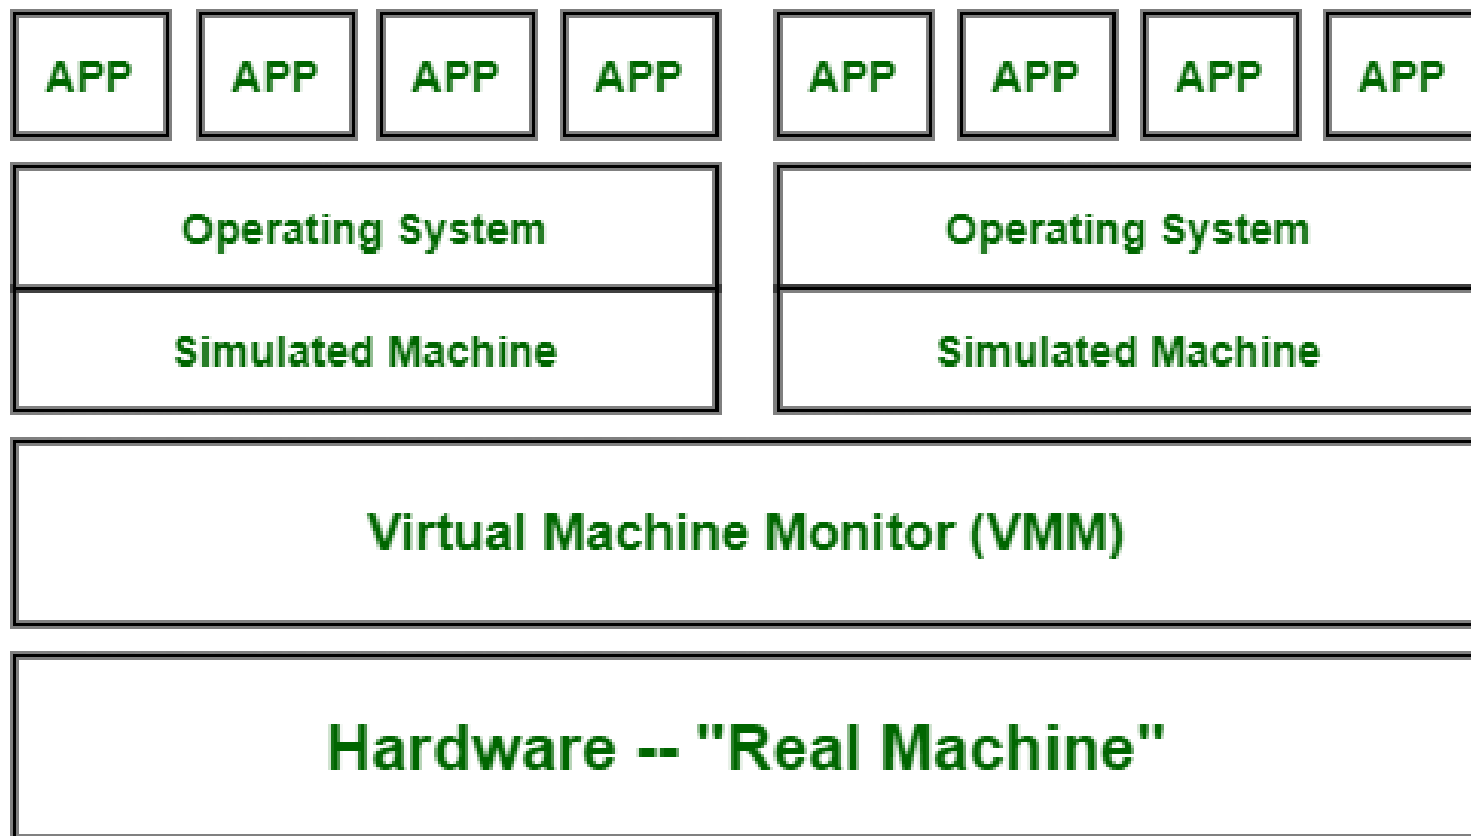 APP APP APP APP APP APP APP APP
Operating System Operating System
Simulated Machine Simulated Machine
Virtual Machine Monitor (VMM)
Hardware -- "Real Machine"